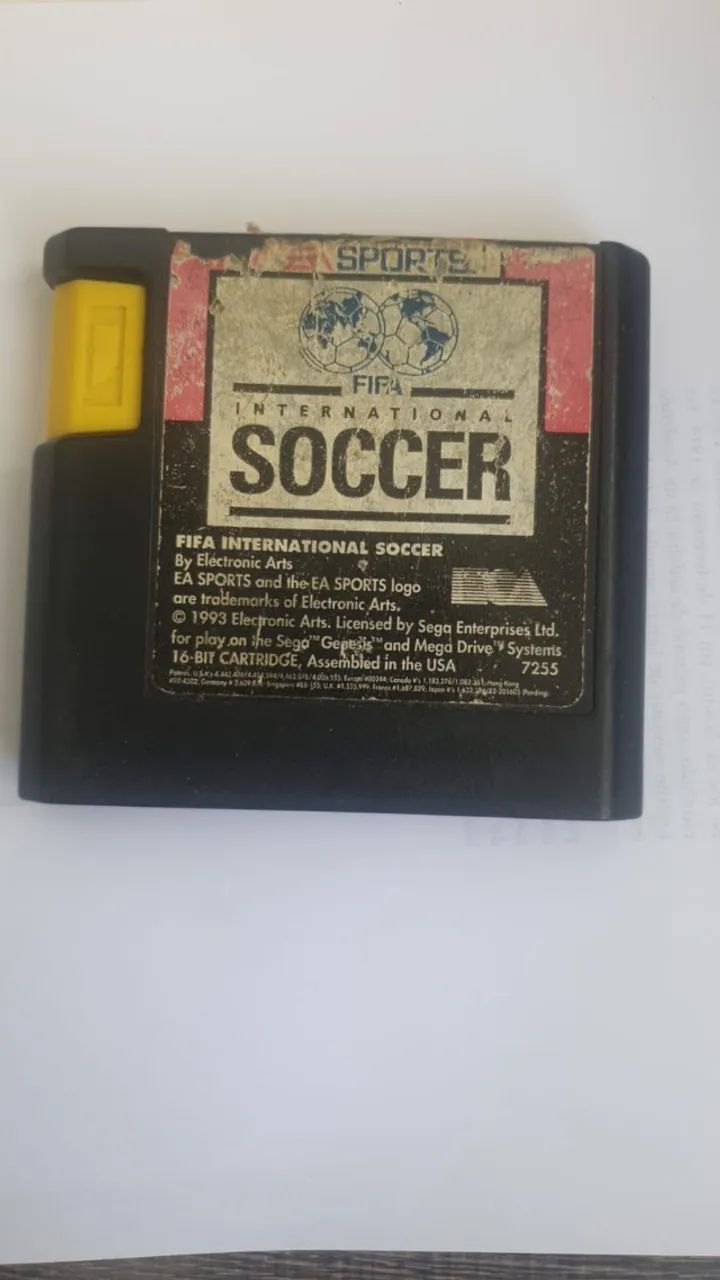 EA SPORTS
FIFA
INTERNATIONAL
SOCCER
FIFA INTERNATIONAL SOCCER
By Electronic Arts
EA SPORTS and the EA SPORTS logo
are trademarks of Electronic Arts.
© 1993 Electronic Arts. Licensed by Sega Enterprises Ltd.
for play on the Sega™ Genesis™ and Mega Drive™ Systems
16-BIT CARTRIDGE, Assembled in the USA 7255
EA